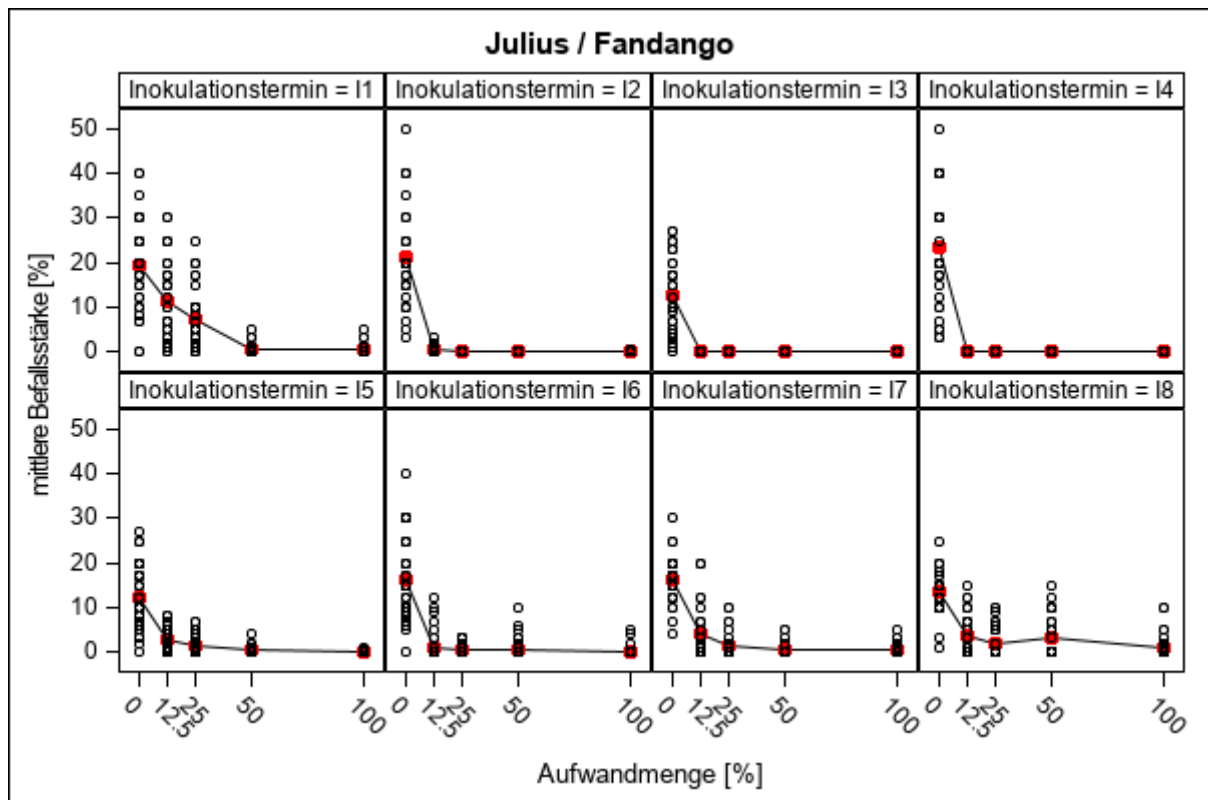 Julius / Fandango
Inokulationstermin = I1 Inokulationstermin = I2 Inokulationstermin = I3 Inokulationstermin = I4
mittlere Befallsstärke [%]
50
40
30
20
10
0
Inokulationstermin = I5 Inokulationstermin = I6 Inokulationstermin = I7 Inokulationstermin = I8
50
40
30
20
10
0
0 12.5 25 50 100 0 12.5 25 50 100 0 12.5 25 50 100 0 12.5 25 50 100
Aufwandmenge [%]